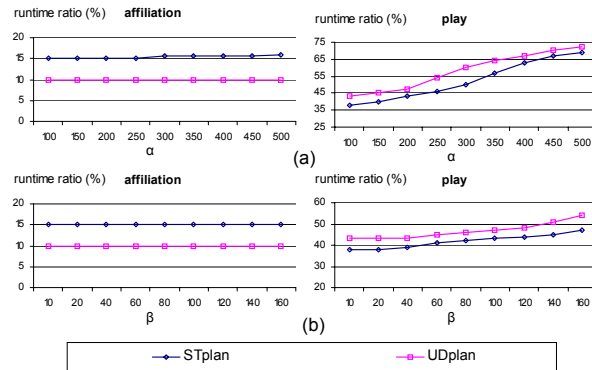 runtime ratio (%) affiliation
20
15
10
5
0
100 150 200 250 300 350 400 450 500
α
runtime ratio (%) play
75
65
55
45
35
25
100 150 200 250 300 350 400 450 500
α
(a)
runtime ratio (%) affiliation
20
15
10
5
0
10 20 40 60 80 100 120 140 160
β
runtime ratio (%) play
60
50
40
30
20
10 20 40 60 80 100 120 140 160
β
(b)
STplan UDplan